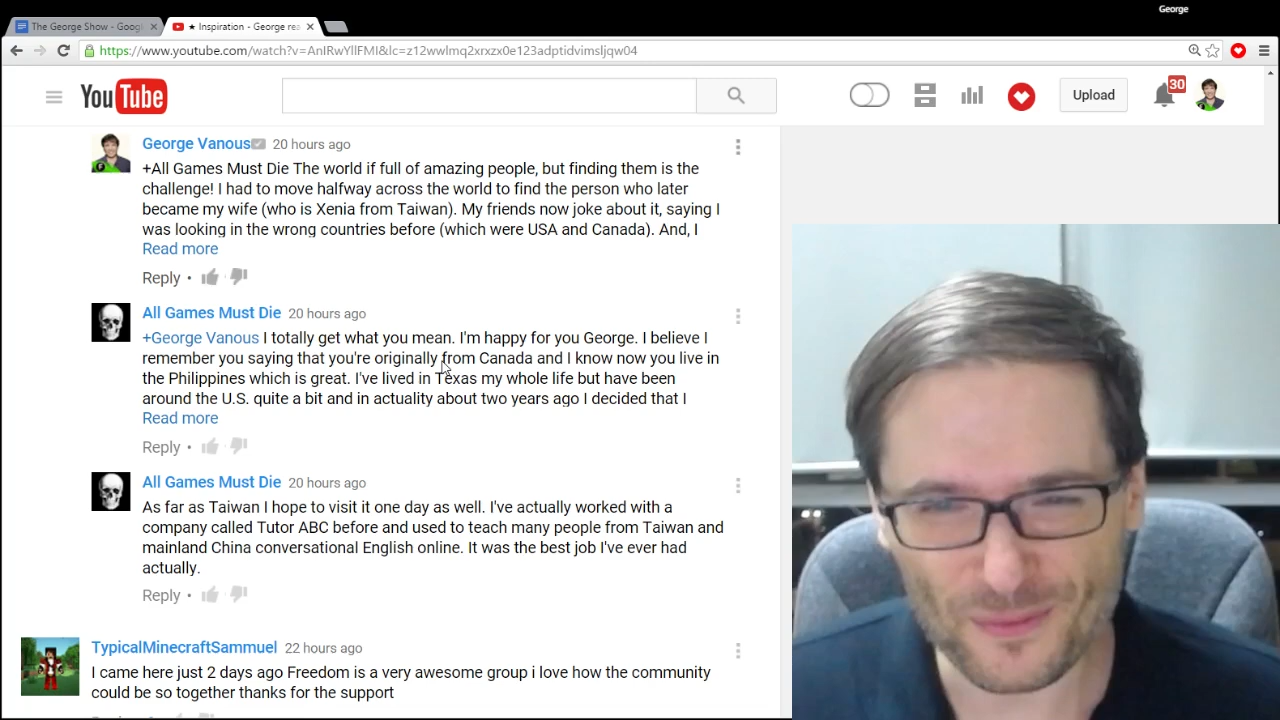 George
The George Show - Googl
★ Inspiration - George rea
https://www.youtube.com/watch?v=AnIRwYllFMI&lc=z12wwlmq2xrxzx0e123adptidvimsljqw04
YouTube
Upload
30
George Vanous 20 hours ago
+All Games Must Die The world if full of amazing people, but finding them is the
challenge! I had to move halfway across the world to find the person who later
became my wife (who is Xenia from Taiwan). My friends now joke about it, saying I
was looking in the wrong countries before (which were USA and Canada). And, I
Read more
Reply •
All Games Must Die 20 hours ago
+George Vanous I totally get what you mean. I'm happy for you George. I believe I
remember you saying that you're originally from Canada and I know now you live in
the Philippines which is great. I've lived in Texas my whole life but have been
around the U.S. quite a bit and in actuality about two years ago I decided that I
Read more
Reply •
All Games Must Die 20 hours ago
As far as Taiwan I hope to visit it one day as well. I've actually worked with a
company called Tutor ABC before and used to teach many people from Taiwan and
mainland China conversational English online. It was the best job I've ever had
actually.
Reply •
TypicalMinecraftSammuel 22 hours ago
I came here just 2 days ago Freedom is a very awesome group i love how the community
could be so together thanks for the support